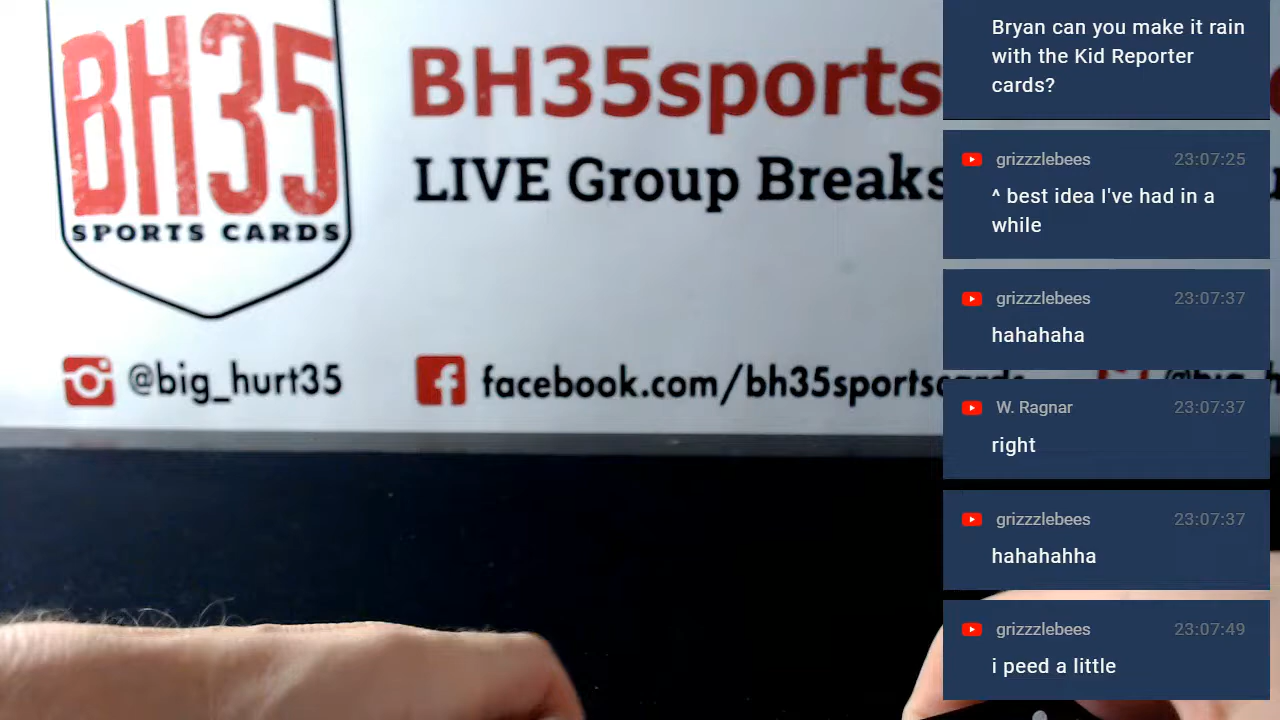 BH35
SPORTS CARDS
BH35sports
LIVE Group Breaks
@big_hurt35
facebook.com/bh35sportscards
Bryan can you make it rain
with the Kid Reporter
cards?
grizzzlebees 23:07:25
^ best idea I've had in a
while
grizzzlebees 23:07:37
hahahaha
W. Ragnar 23:07:37
right
grizzzlebees 23:07:37
hahahahha
grizzzlebees 23:07:49
i peed a little